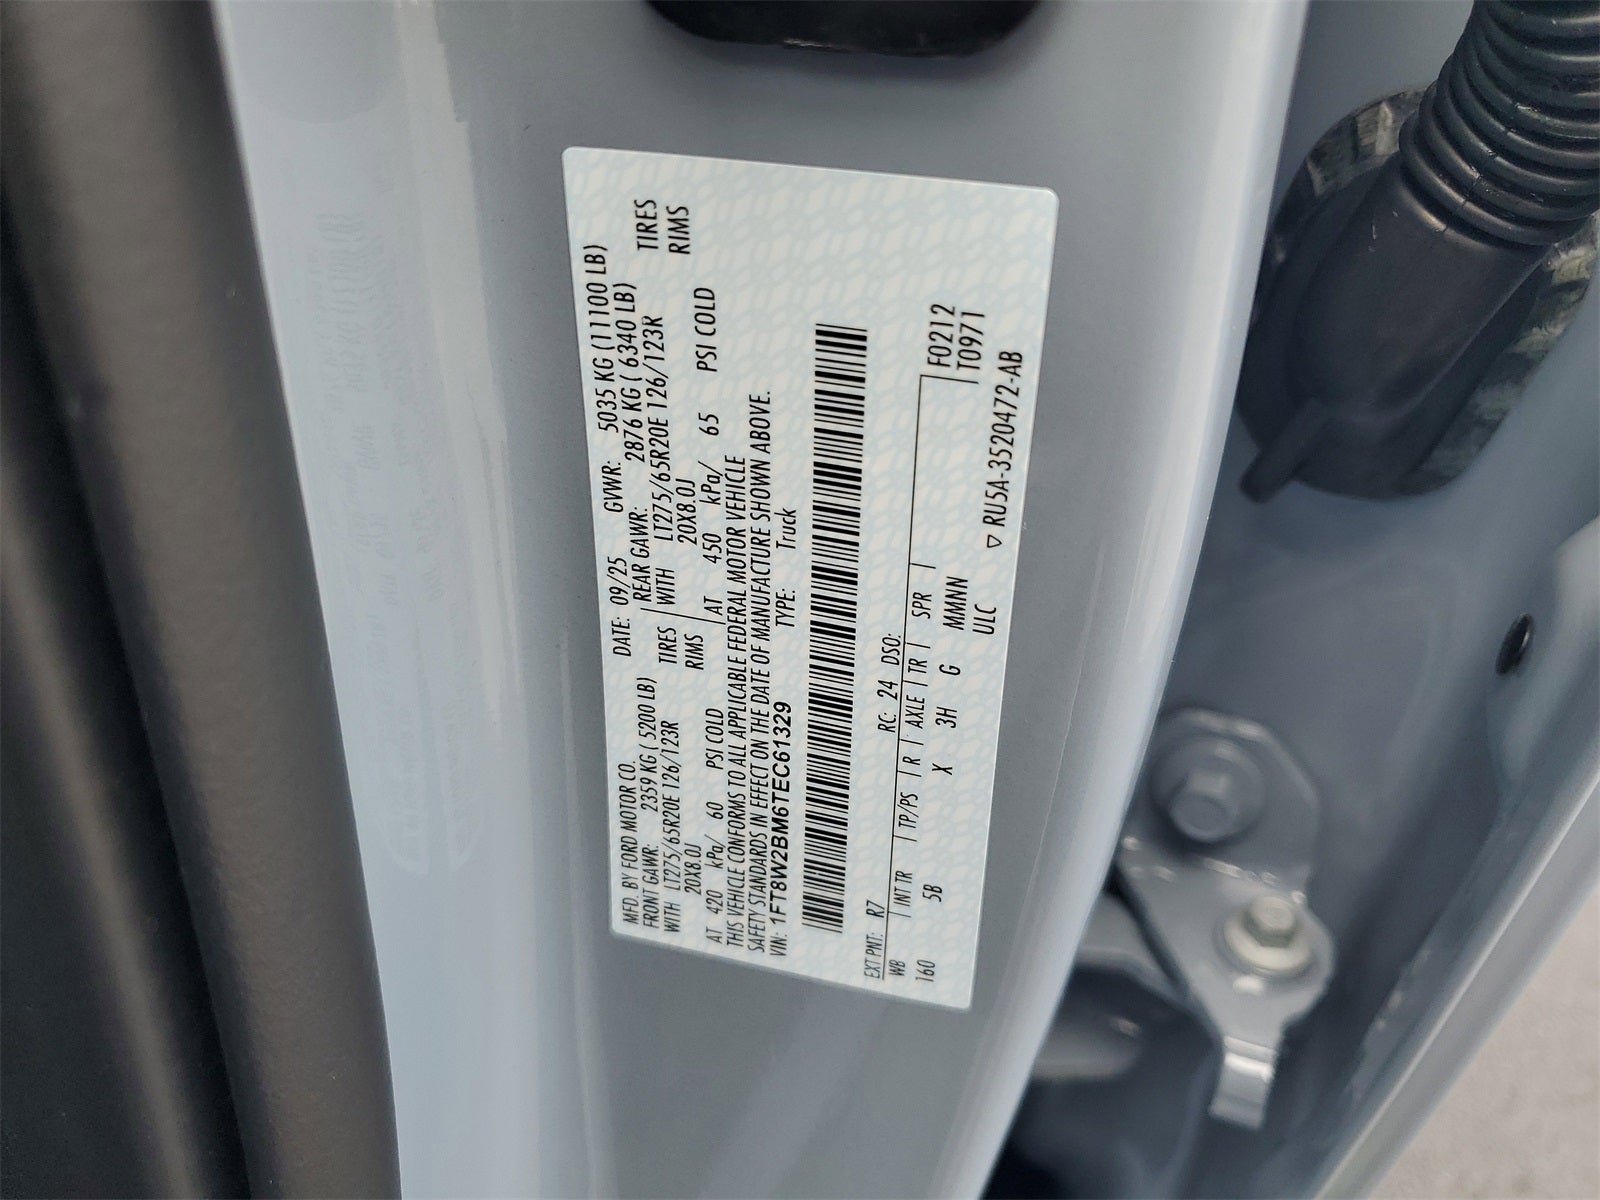 MFD. BY FORD MOTOR CO. DATE: 09/25 GVWR: 5035 KG (11100 LB)
FRONT GAWR: 2359 KG ( 5200 LB) REAR GAWR: 2876 KG ( 6340 LB)
WITH LT275/65R20E 126/123R TIRES WITH LT275/65R20E 126/123R TIRES
20X8.0J RIMS 20X8.0J RIMS
AT 420 kPa/ 60 PSI COLD AT 450 kPa/ 65 PSI COLD
THIS VEHICLE CONFORMS TO ALL APPLICABLE FEDERAL MOTOR VEHICLE
SAFETY STANDARDS IN EFFECT ON THE DATE OF MANUFACTURE SHOWN ABOVE.
VIN: 1FT8W2BM6TEC61329 TYPE: Truck
EXT PNT: R7 RC: 24 DSO: F0212
WB INT TR TP/PS R AXLE TR SPR T0971
160 5B X 3H G MMNN
ULC ▽ RU5A-3520472-AB